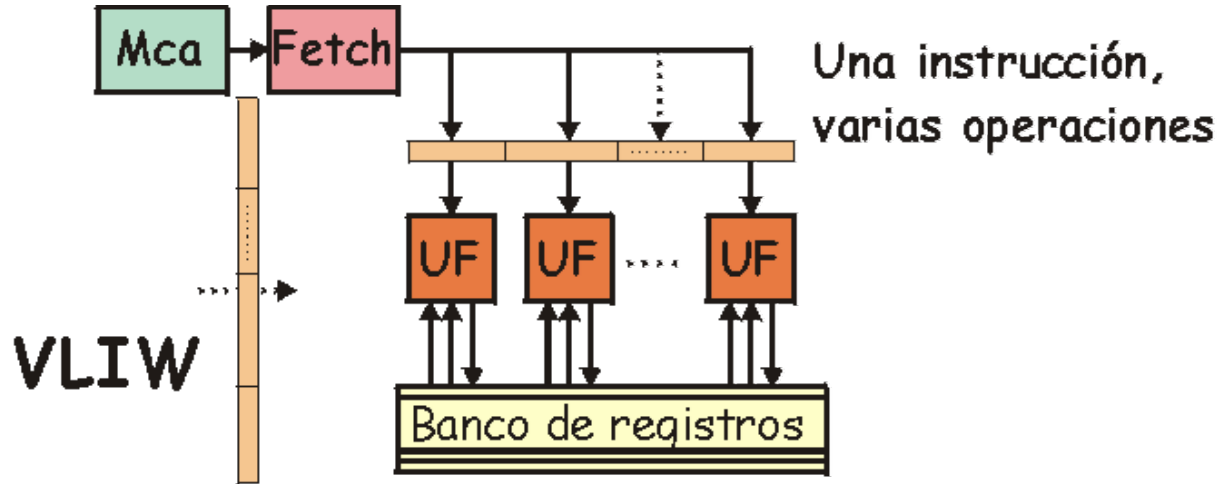 Mca
Fetch
Una instrucción,
varias operaciones
UF
UF
UF
VLIW
Banco de registros